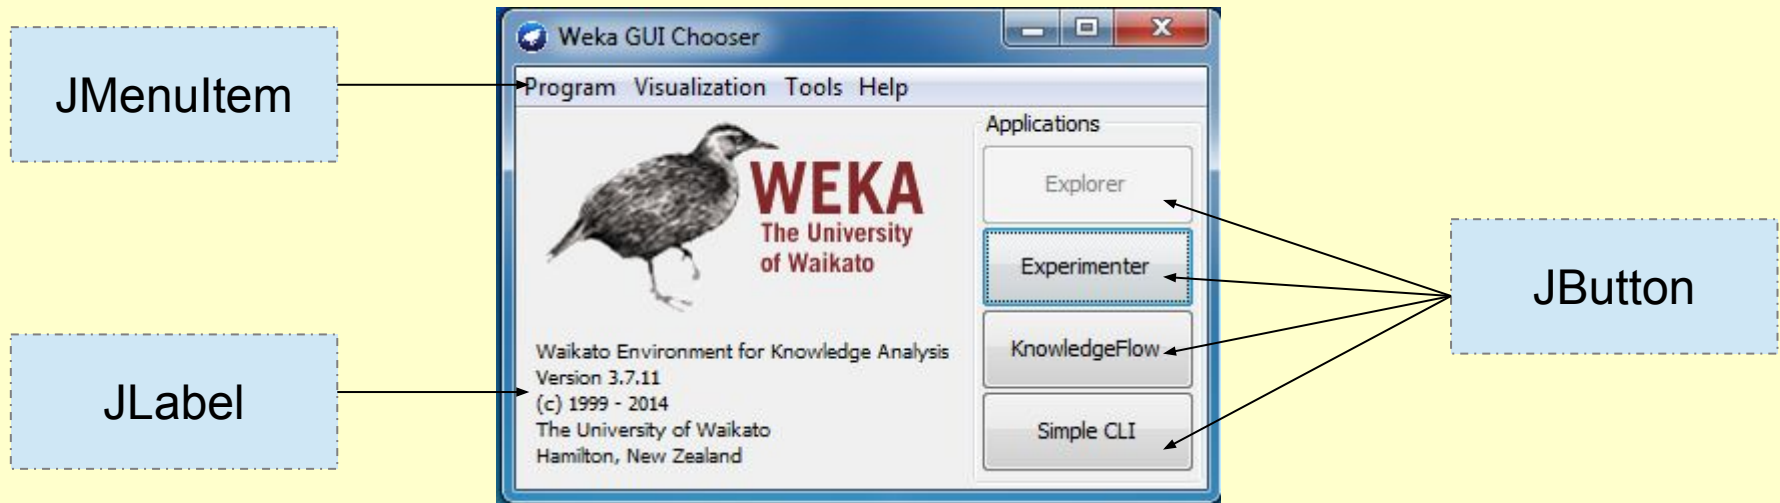 JMenuItem
JLabel
Weka GUI Chooser
Program Visualization Tools Help
WEKA
The University
of Waikato
Waikato Environment for Knowledge Analysis
Version 3.7.11
(c) 1999 - 2014
The University of Waikato
Hamilton, New Zealand
Applications
Explorer
Experimenter
KnowledgeFlow
Simple CLI
JButton